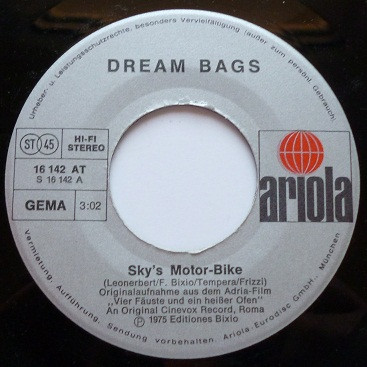 Urheber- u. Leistungsschutzrechte, besonders Vervielfältigung (außer zum persönl. Gebrauch)
DREAM BAGS
ST 45
HI-FI
STEREO
16 142 AT
S 16 142 A
GEMA 3:02
ariola
Sky's Motor-Bike
(Leonerbert/F. Bixio/Tempera/Frizzi)
Originalaufnahme aus dem Adria-Film
„Vier Fäuste und ein heißer Ofen"
An Original Cinevox Record, Roma
Ⓟ 1975 Editiones Bixio
Vermietung, Aufführung, Sendung vorbehalten. Ariola-Eurodisc GmbH., München